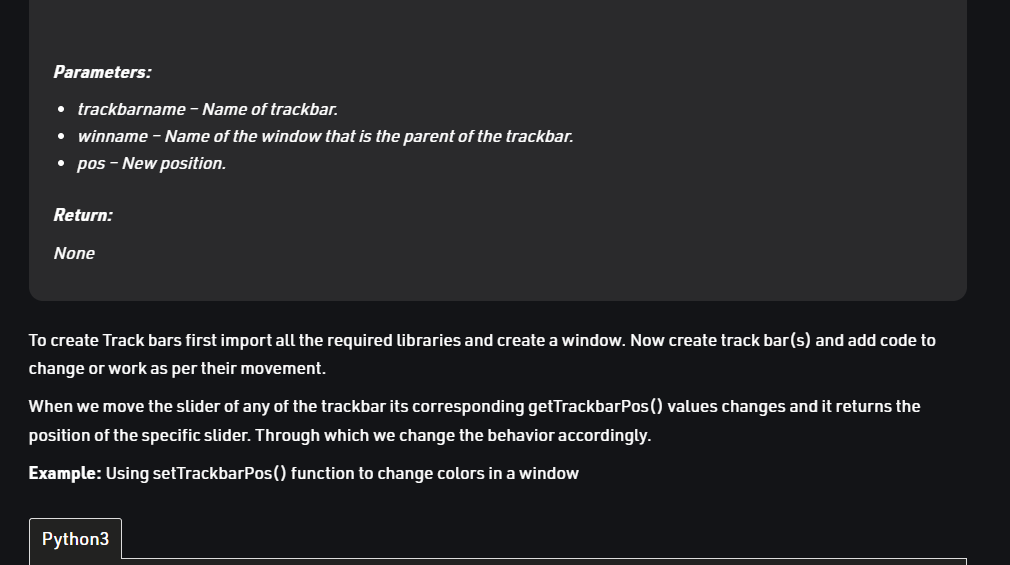 Parameters:
• trackbarname – Name of trackbar.
• winname – Name of the window that is the parent of the trackbar.
• pos – New position.
Return:
None
To create Track bars first import all the required libraries and create a window. Now create track bar(s) and add code to
change or work as per their movement.
When we move the slider of any of the trackbar its corresponding getTrackbarPos() values changes and it returns the
position of the specific slider. Through which we change the behavior accordingly.
Example: Using setTrackbarPos() function to change colors in a window
Python3